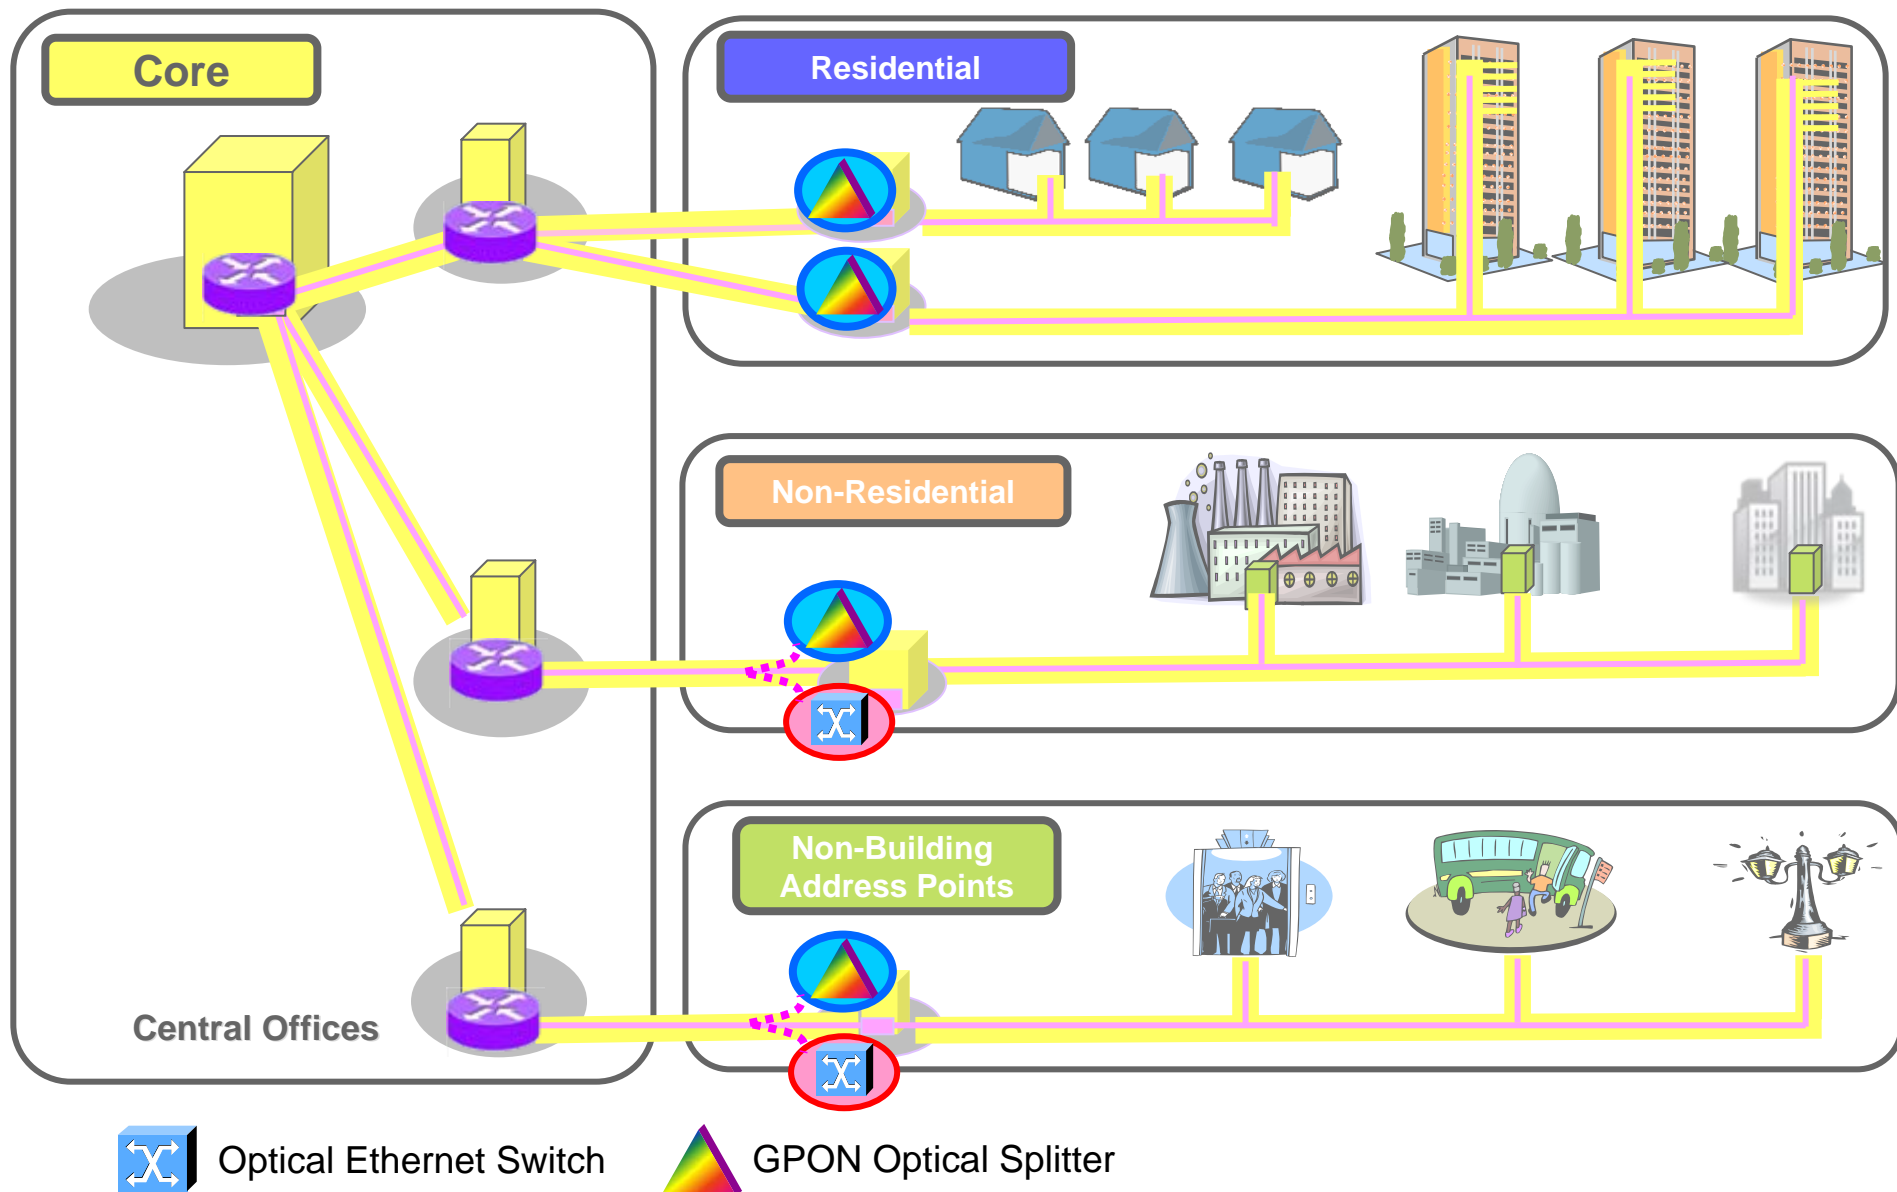 Core
Residential
Non-Residential
Non-Building
Address Points
Central Offices
Optical Ethernet Switch
GPON Optical Splitter